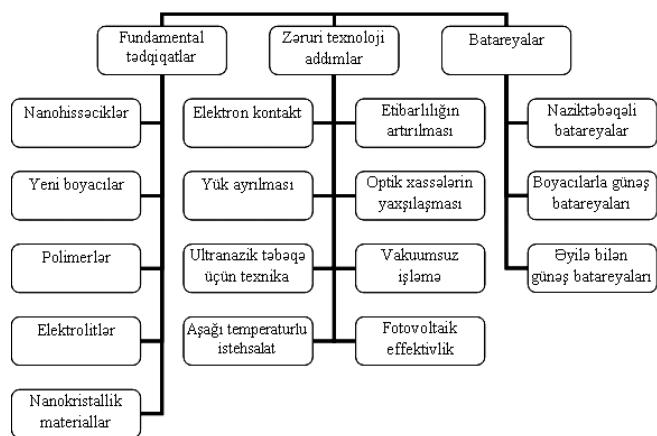 Fundamental
tədqiqatlar
Zəruri texnoloji
addımlar
Batareyalar
Nanohissəciklər
Elektron kontakt
Etibarlılığın
artırılması
Naziktəbəqəli
batareyalar
Yeni boyacılar
Yük ayrılması
Optik xassələrin
yaxşılaşması
Boyacılarla günəş
batareyaları
Polimerlər
Ultranazik təbəqə
üçün texnika
Vakuumsuz
işləmə
Əyilə bilən
günəş batareyaları
Elektrolitlər
Aşağı temperaturlu
istehsalat
Fotovoltaik
effektivlik
Nanokristallik
materiallar